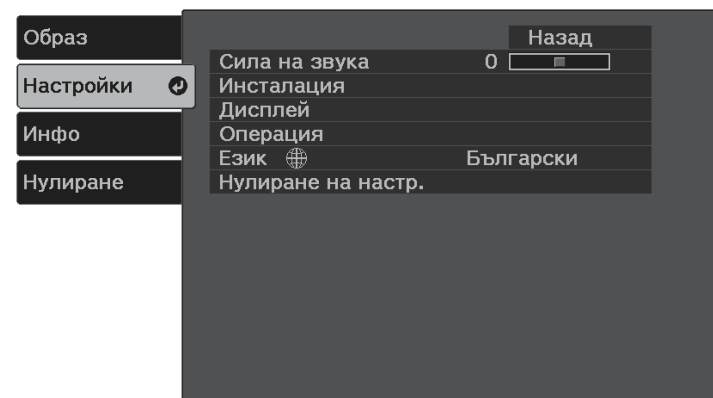 Образ
Настройки
Инфо
Нулиране
Назад
Сила на звука 0
Инсталация
Дисплей
Операция
Език Български
Нулиране на настр.